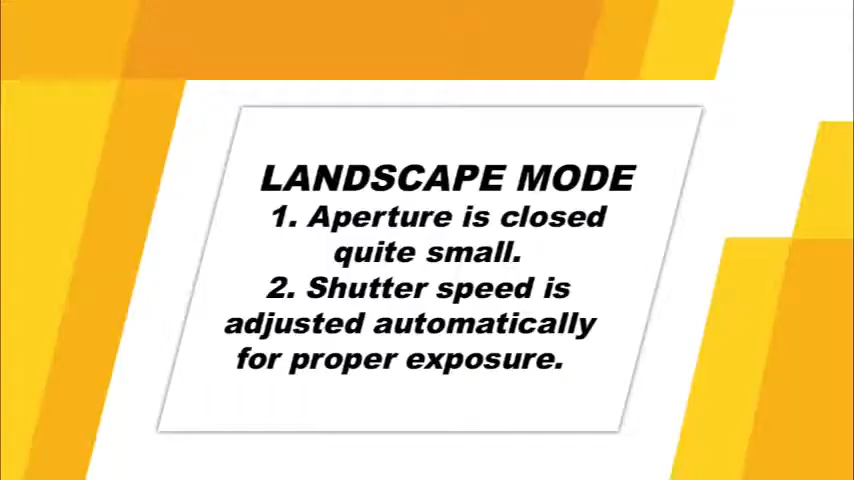 LANDSCAPE MODE
1. Aperture is closed
quite small.
2. Shutter speed is
adjusted automatically
for proper exposure.